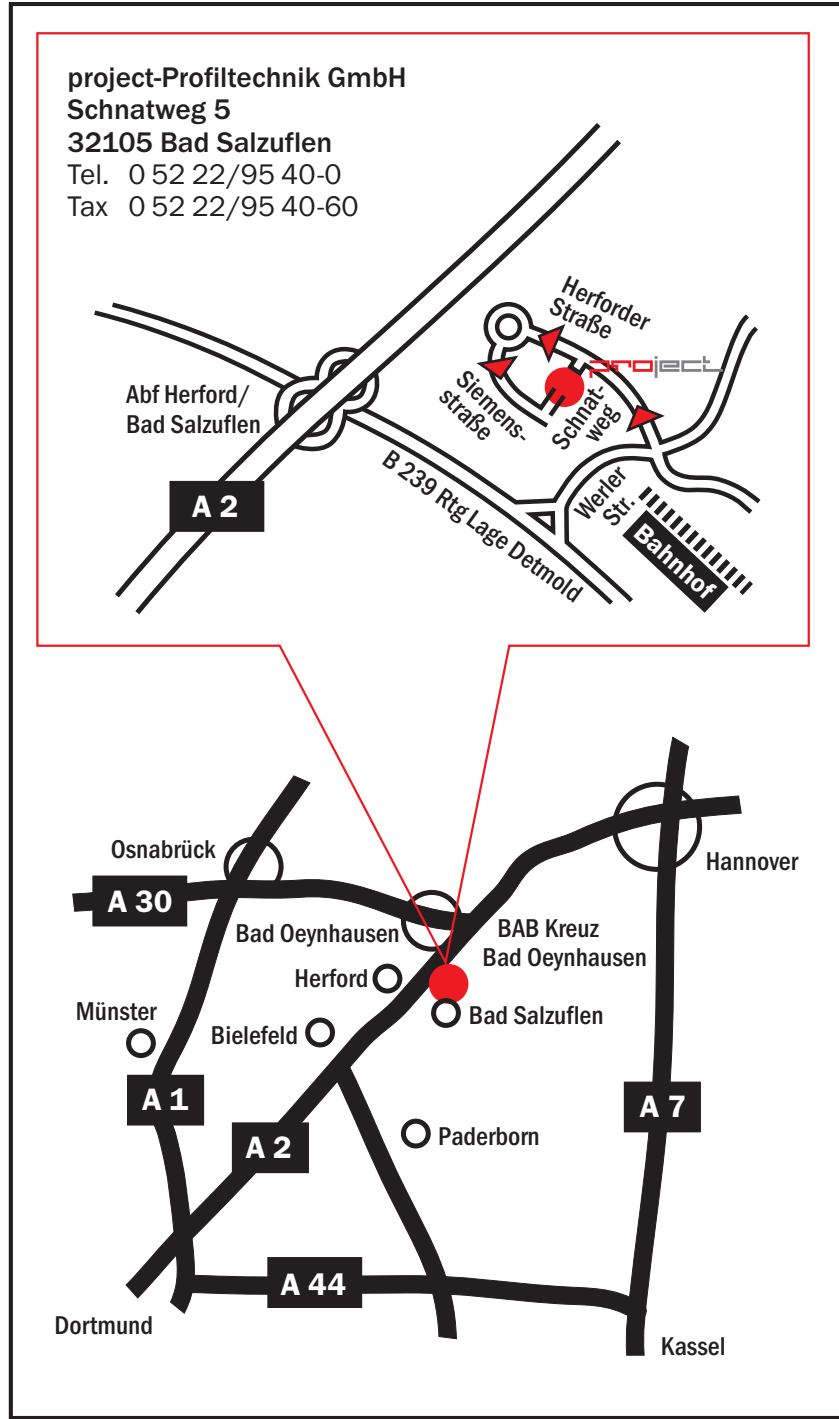 project-Profiltechnik GmbH
Schnatweg 5
32105 Bad Salzuflen
Tel. 0 52 22/95 40-0
Tax 0 52 22/95 40-60
Herforder
Straße
project
Abf Herford/
Bad Salzuflen
Siemens-
straße
Schnat-
weg
A 2
B 239 Rtg Lage Detmold
Werler
Str.
Bahnhof
Osnabrück
Hannover
A 30
Bad Oeynhausen
BAB Kreuz
Bad Oeynhausen
Herford
Münster
Bielefeld
Bad Salzuflen
A 1
A 7
A 2
Paderborn
A 44
Dortmund
Kassel